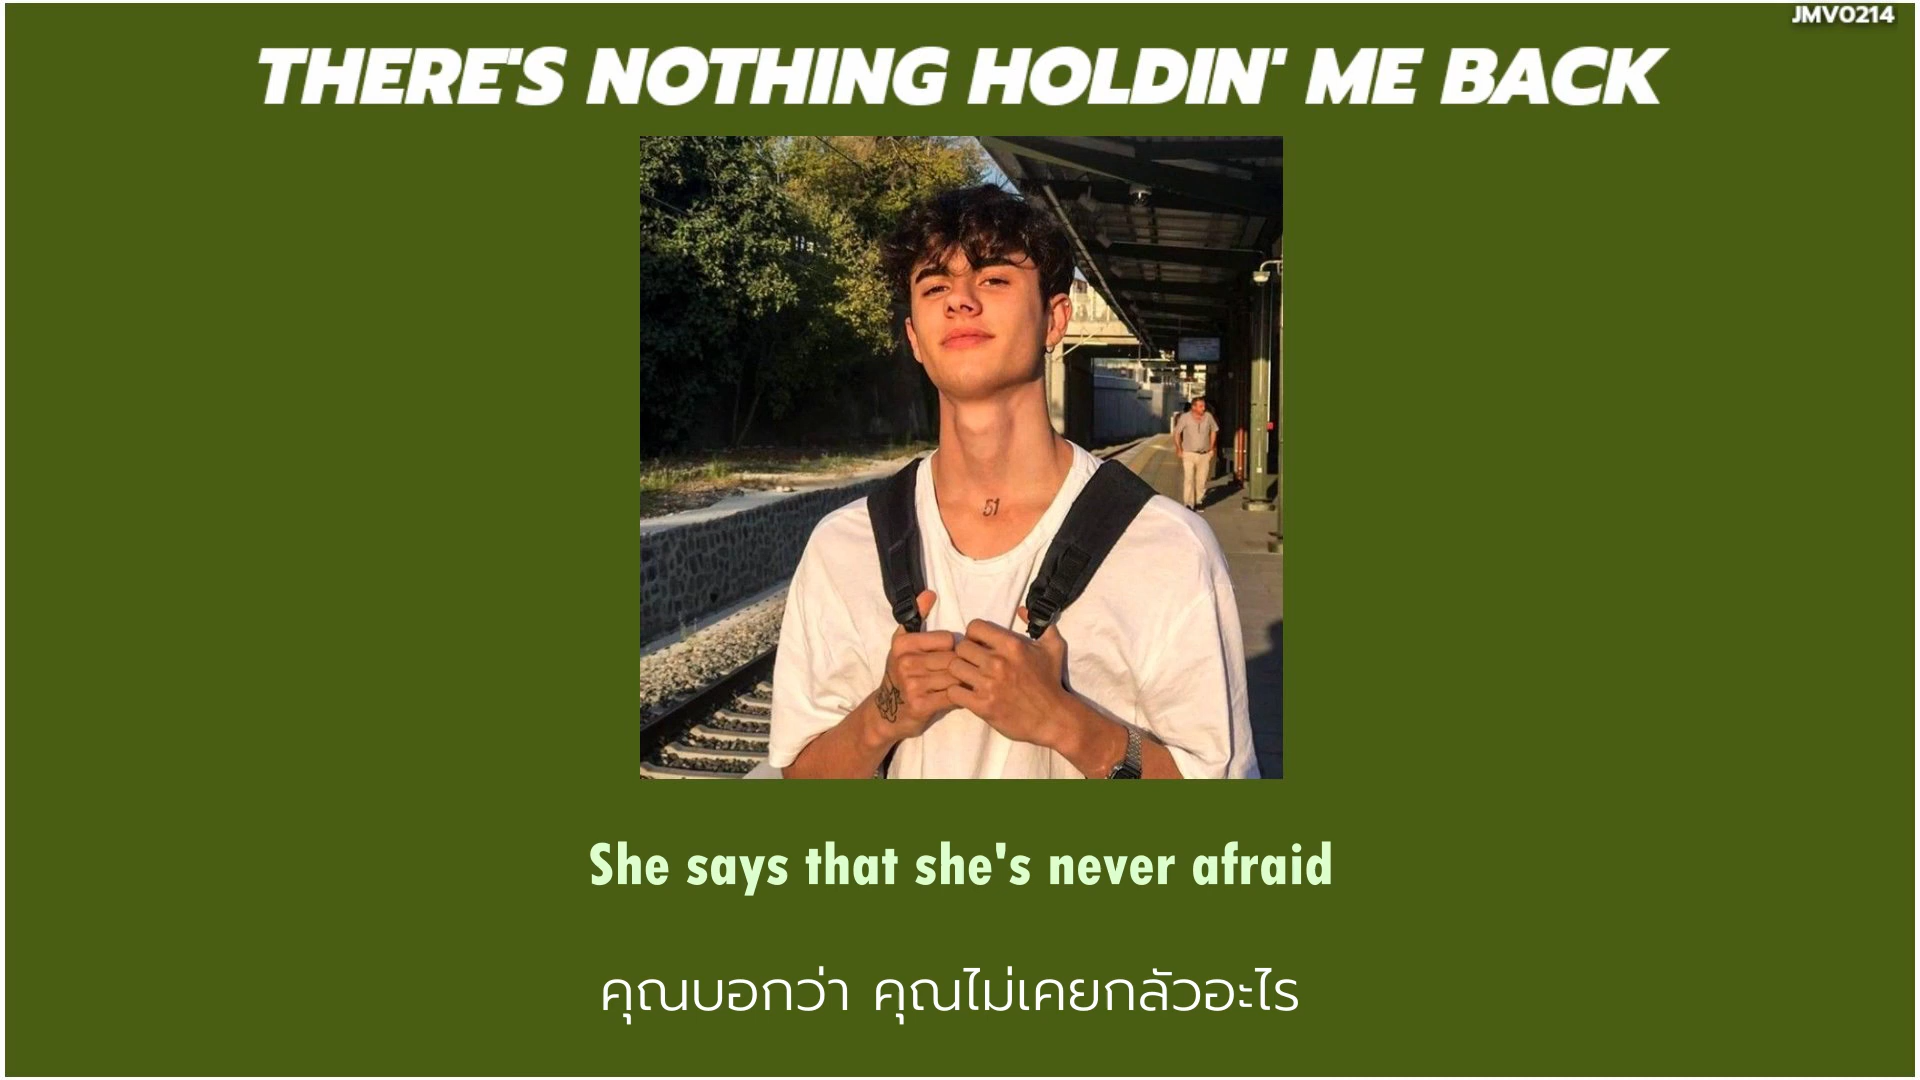 JMV0214
THERE'S NOTHING HOLDIN' ME BACK
51
She says that she's never afraid
คุณบอกว่า คุณไม่เคยกลัวอะไร